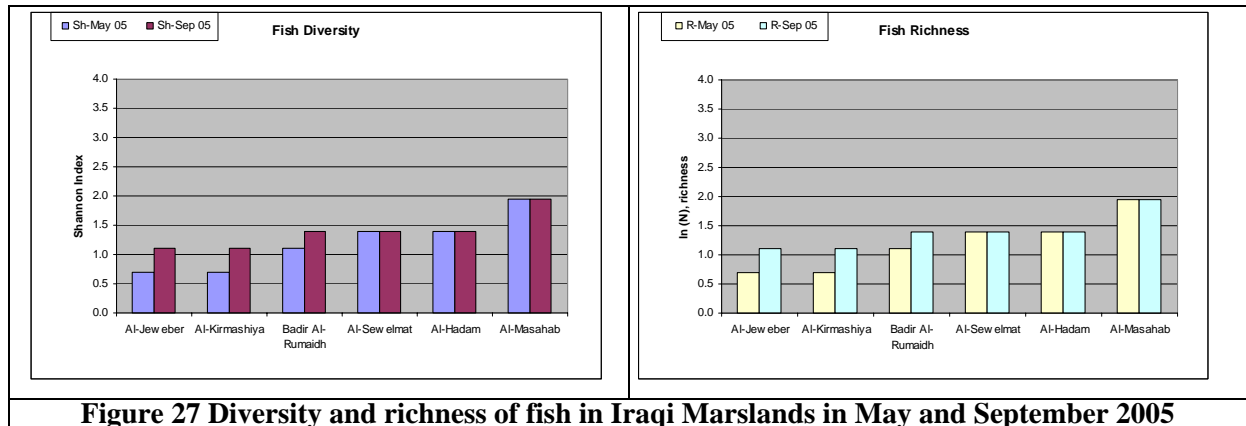 Sh-May 05 Sh-Sep 05
Fish Diversity
Shannon Index
4.0
3.5
3.0
2.5
2.0
1.5
1.0
0.5
0.0
Al-Jew eber Al-Kirmashiya Badir Al- Al-Sew elmat Al-Hadam Al-Masahab
Rumaidh
R-May 05 R-Sep 05
Fish Richness
ln (N), richness
4.0
3.5
3.0
2.5
2.0
1.5
1.0
0.5
0.0
Al-Jew eber Al-Kirmashiya Badir Al- Al-Sew elmat Al-Hadam Al-Masahab
Rumaidh
Figure 27 Diversity and richness of fish in Iraqi Marslands in May and September 2005